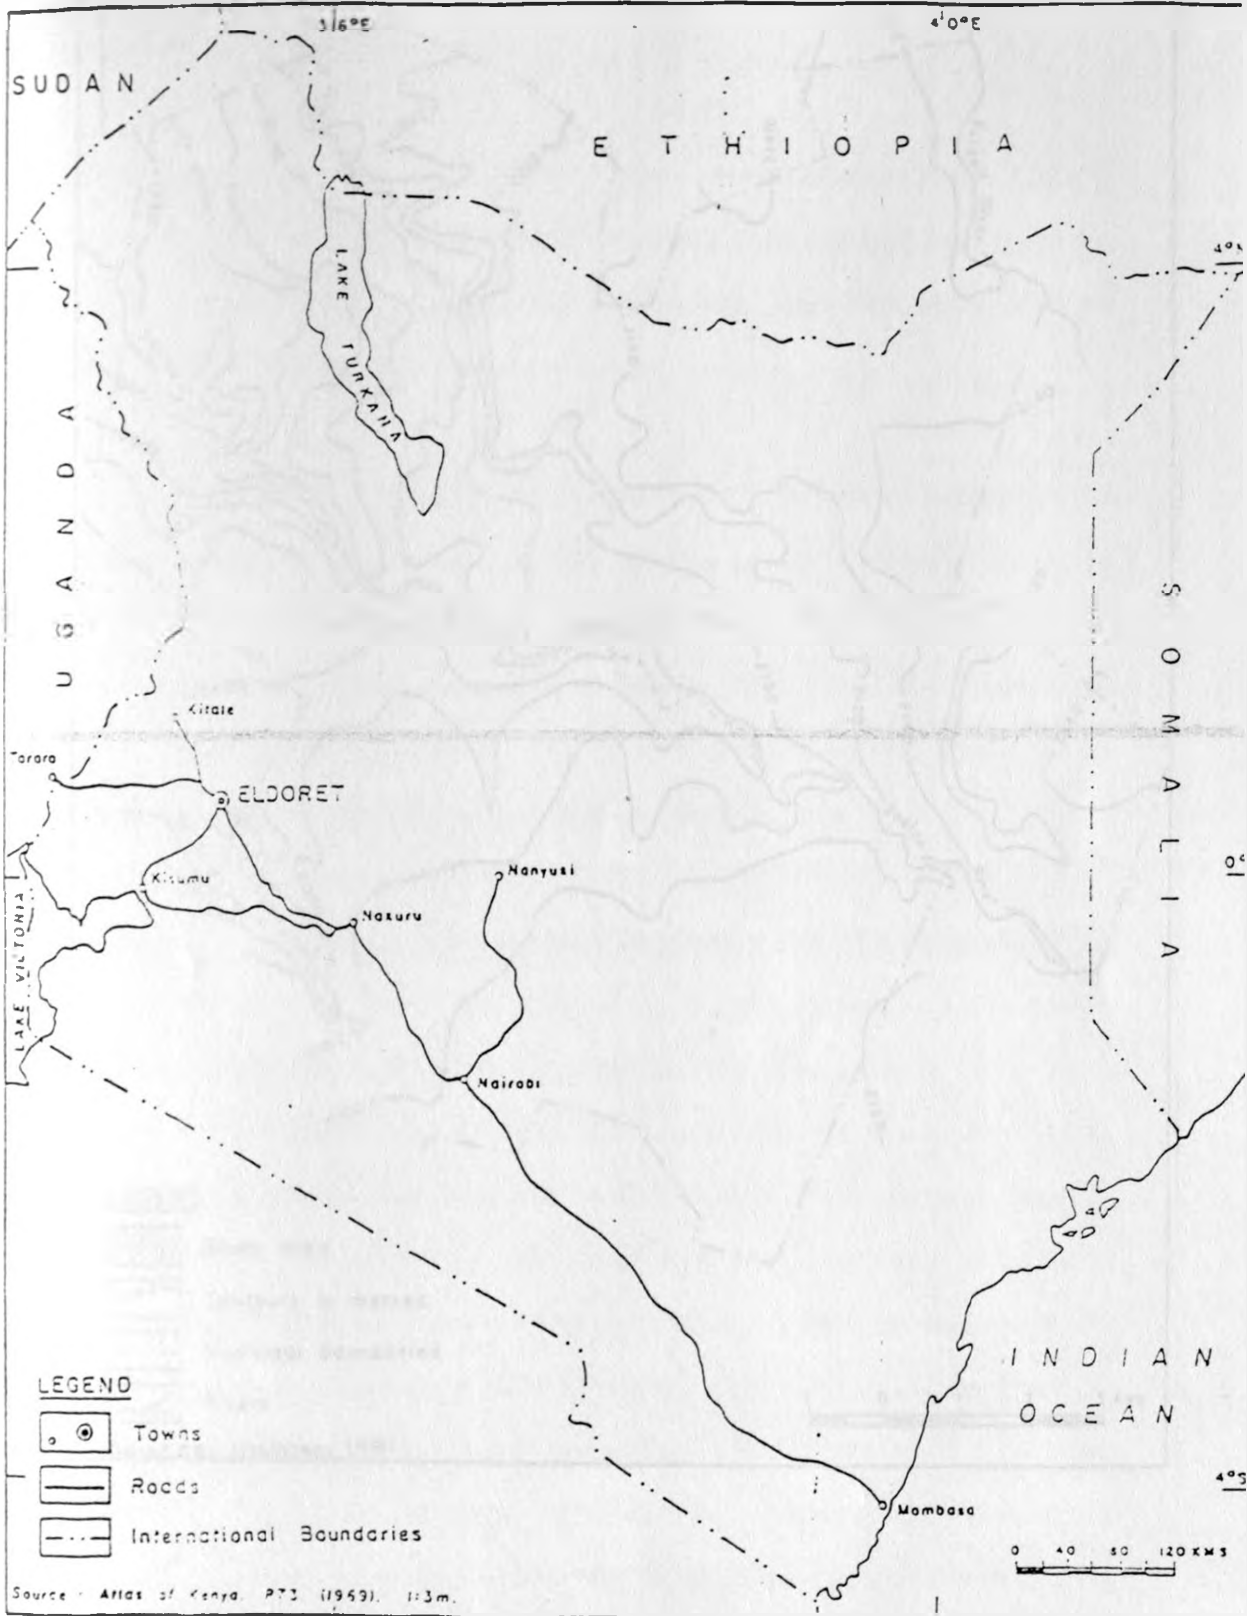 36°E
40°E
SUDAN
ETHIOPIA
4°N
LAKE TURKANA
UGANDA
SOMALIA
Kitale
Tororo
ELDORET
Kisumu
Nanyuki
0°
Nakuru
LAKE VICTORIA
Nairobi
INDIAN
OCEAN
LEGEND
Towns
Roads
International Boundaries
4°S
Mombasa
0 40 80 120 KMS
Source : Atlas of Kenya, P73 (1969). 1:3m.